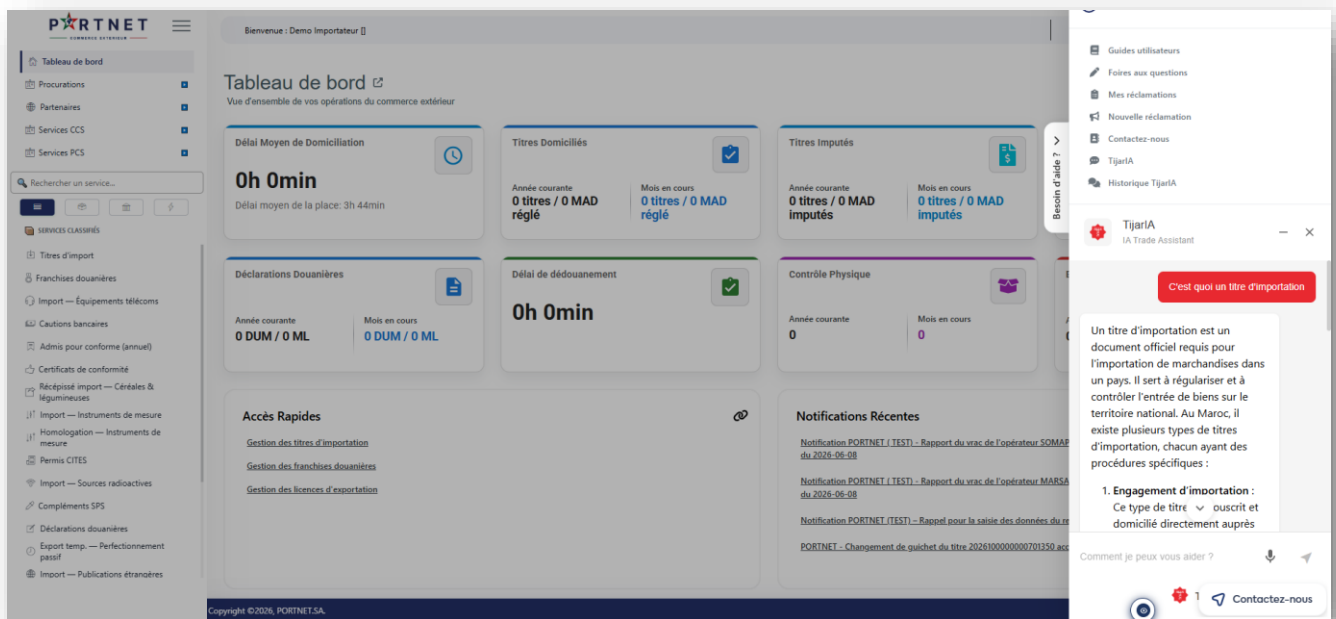 PORTNET
COMMERCE EXTERIEUR
Tableau de bord
Procurations
Partenaires
Services CCS
Services PCS
Rechercher un service...
SERVICES CLASSIFIÉS
Titres d'import
Franchises douanières
Import — Équipements télécoms
Cautions bancaires
Admis pour conforme (annuel)
Certificats de conformité
Récépissé import — Céréales &
légumineuses
Import — Instruments de mesure
Homologation — Instruments de
mesure
Permis CITES
Import — Sources radioactives
Compléments SPS
Déclarations douanières
Export temp. — Perfectionnement
passif
Import — Publications étrangères
Bienvenue : Demo Importateur []
Tableau de bord
Vue d'ensemble de vos opérations du commerce extérieur
Délai Moyen de Domiciliation
0h 0min
Délai moyen de la place: 3h 44min
Titres Domiciliés
Année courante
0 titres / 0 MAD
réglé
Mois en cours
0 titres / 0 MAD
réglé
Titres Imputés
Année courante
0 titres / 0 MAD
imputés
Mois en cours
0 titres / 0 MAD
imputés
Déclarations Douanières
Année courante
0 DUM / 0 ML
Mois en cours
0 DUM / 0 ML
Délai de dédouanement
0h 0min
Contrôle Physique
Année courante
0
Mois en cours
0
Accès Rapides
Gestion des titres d'importation
Gestion des franchises douanières
Gestion des licences d'exportation
Notifications Récentes
Notification PORTNET ( TEST) - Rapport du vrac de l'opérateur SOMAP
du 2026-06-08
Notification PORTNET ( TEST) - Rapport du vrac de l'opérateur MARSA
du 2026-06-08
Notification PORTNET (TEST) – Rappel pour la saisie des données du re
PORTNET - Changement de guichet du titre 2026100000000701350 acc
Copyright ©2026, PORTNET.SA.
Besoin d'aide ?
Guides utilisateurs
Foires aux questions
Mes réclamations
Nouvelle réclamation
Contactez-nous
TijarIA
Historique TijarIA
TijarIA
IA Trade Assistant
C'est quoi un titre d'importation
Un titre d'importation est un
document officiel requis pour
l'importation de marchandises dans
un pays. Il sert à régulariser et à
contrôler l'entrée de biens sur le
territoire national. Au Maroc, il
existe plusieurs types de titres
d'importation, chacun ayant des
procédures spécifiques :
1. Engagement d'importation :
Ce type de titre ouscrit et
domicilié directement auprès
Comment je peux vous aider ?
Contactez-nous